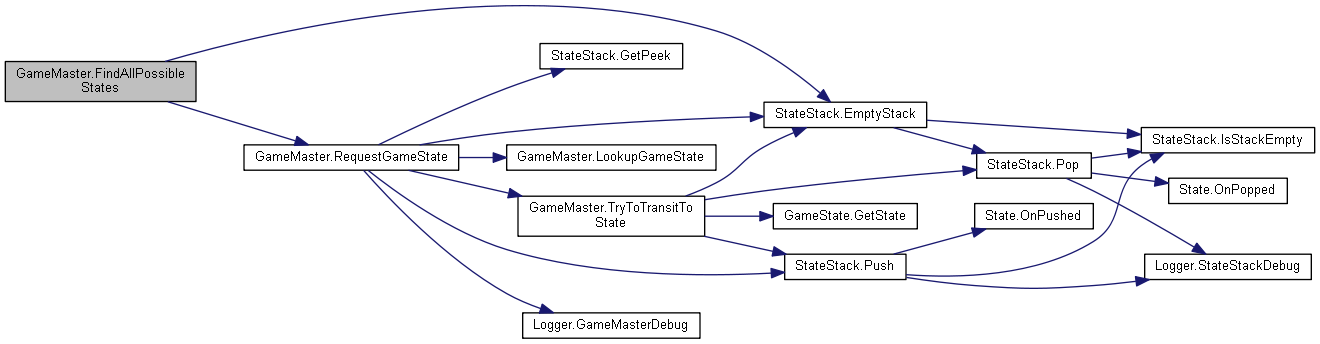 GameMaster.FindAllPossible
States
StateStack.GetPeek
StateStack.EmptyStack
StateStack.IsStackEmpty
GameMaster.RequestGameState
GameMaster.LookupGameState
StateStack.Pop
State.OnPopped
GameMaster.TryToTransitTo
State
GameState.GetState
State.OnPushed
StateStack.Push
Logger.StateStackDebug
Logger.GameMasterDebug